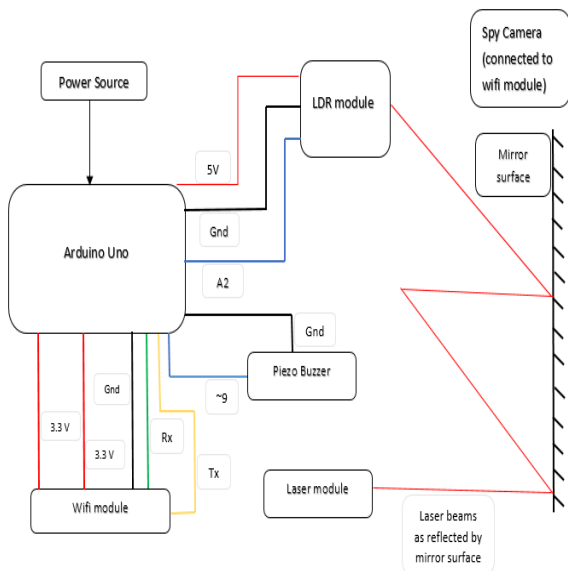 Spy Camera
(connected to
wifi module)
Power Source
LDR module
Mirror
surface
5V
Gnd
Arduino Uno
A2
Gnd
Piezo Buzzer
Gnd
~9
3.3 V
3.3 V
Rx
Tx
Wifi module
Laser module
Laser beams
as reflected by
mirror surface